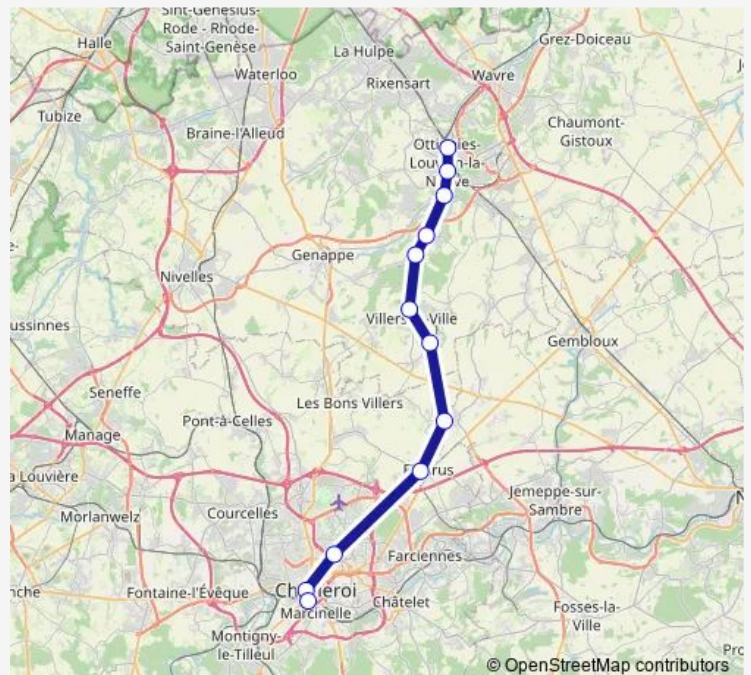 Sint-Genesius-
Rode - Rhode-
Saint-Genèse
Halle
La Hulpe
Grez-Doiceau
Waterloo
Rixensart
Wavre
Tubize
Braine-l'Alleud
Chaumont-
Gistoux
Genappe
Nivelles
Gembloux
Seneffe
Les Bons Villers
Pont-à-Celles
Manage
a Louvière
Jemeppe-sur-
Sambre
Morlanwelz
Courcelles
Farciennes
nche
Fontaine-l'Évêque
Marcinelle
Châtelet
Fosses-la-
Ville
Montigny-
le-Tilleul
© OpenStreetMap contributors